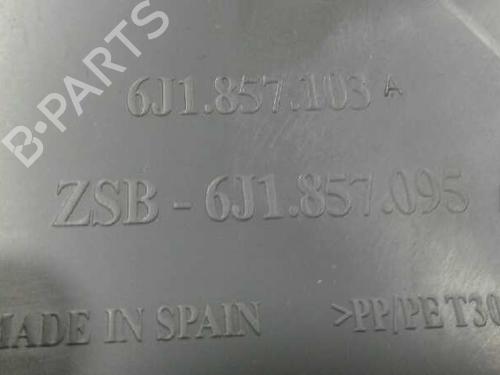 6J1.857.103 A
ZSB - 6J1.857.095
MADE IN SPAIN >PP/PET30
B-PARTS